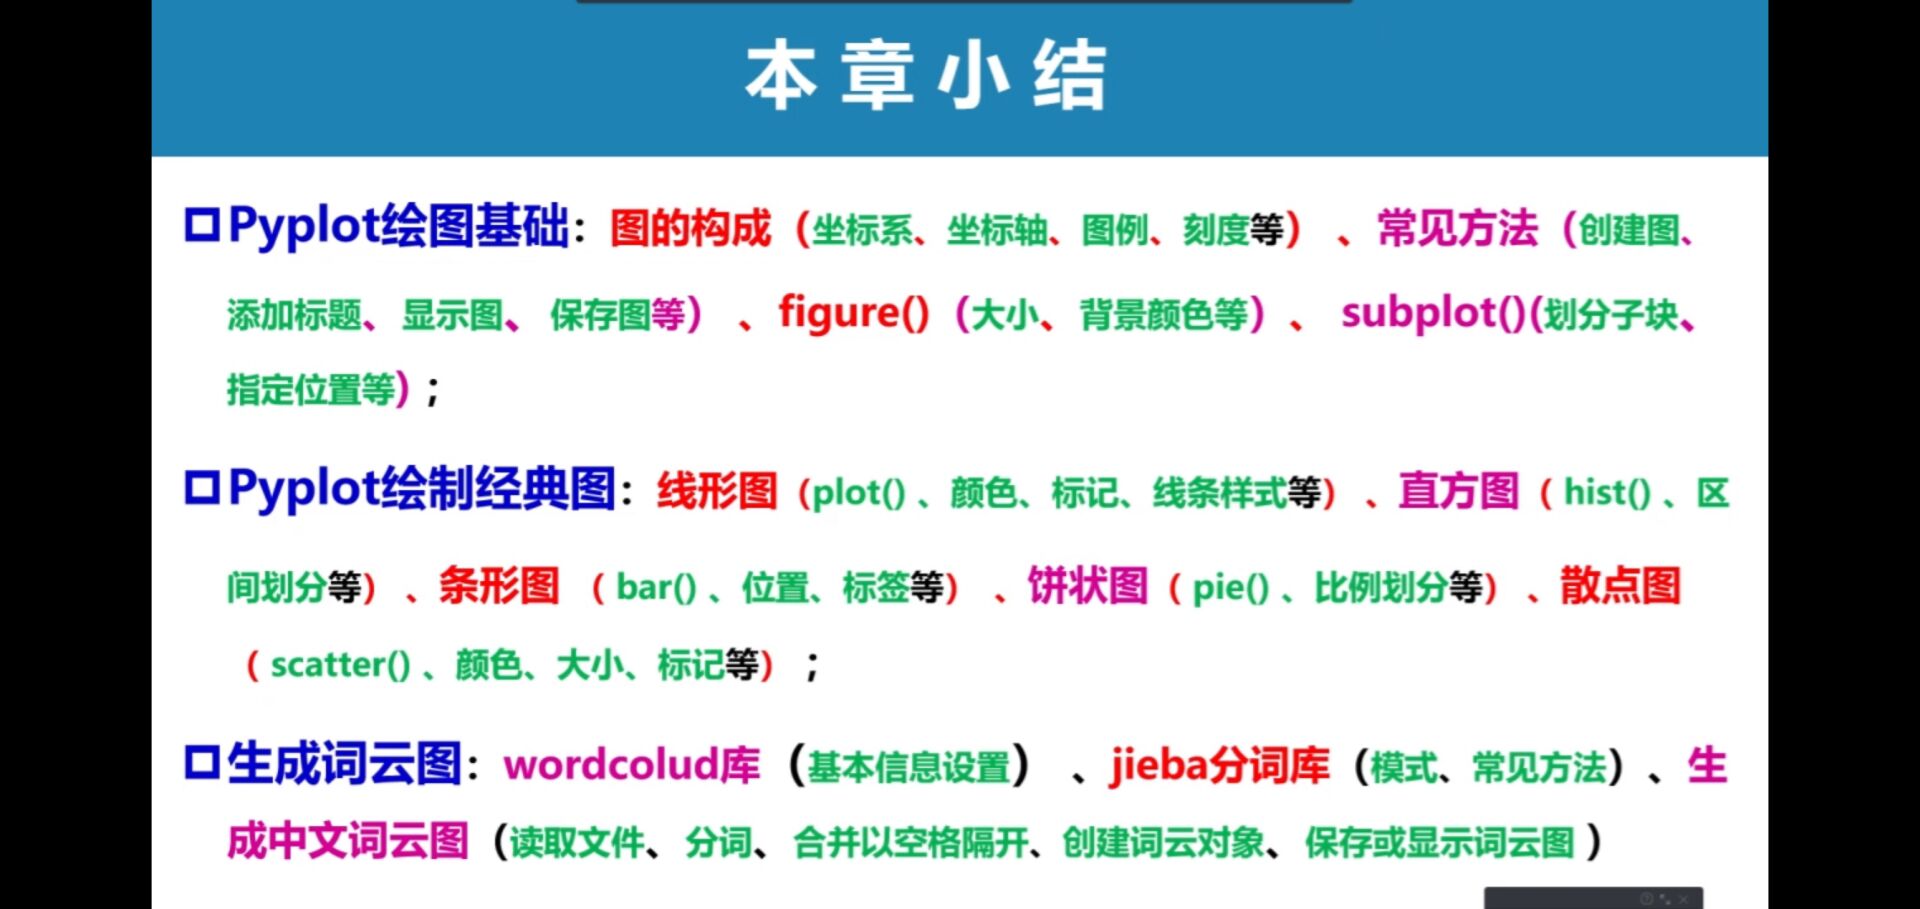 本章小结
Pyplot绘图基础：图的构成（坐标系、坐标轴、图例、刻度等）、常见方法（创建图、
添加标题、显示图、保存图等）、figure()（大小、背景颜色等）、subplot()(划分子块、
指定位置等)；
Pyplot绘制经典图：线形图（plot()、颜色、标记、线条样式等）、直方图（hist()、区
间划分等）、条形图（bar()、位置、标签等）、饼状图（pie()、比例划分等）、散点图
（scatter()、颜色、大小、标记等）；
生成词云图：wordcolud库（基本信息设置）、jieba分词库（模式、常见方法）、生
成中文词云图（读取文件、分词、合并以空格隔开、创建词云对象、保存或显示词云图）